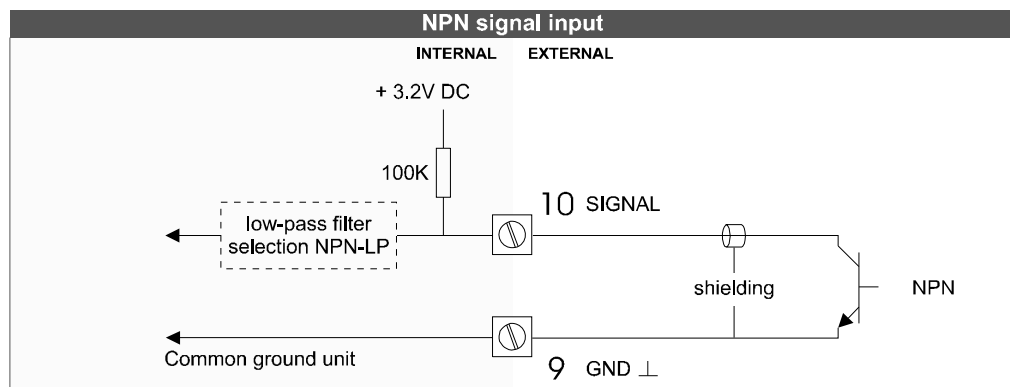 NPN signal input
INTERNAL EXTERNAL
+ 3.2V DC
100K
10 SIGNAL
low-pass filter
selection NPN-LP
shielding
NPN
Common ground unit
9 GND ⊥